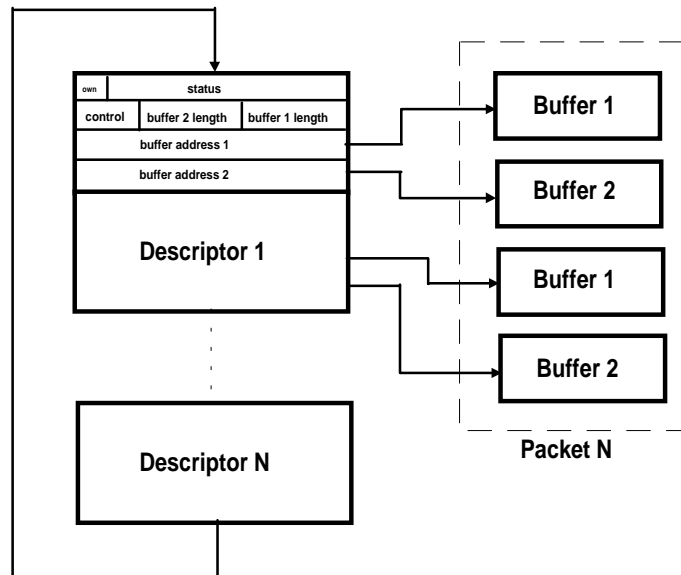 own status
control buffer 2 length buffer 1 length
buffer address 1
buffer address 2
Descriptor 1
Descriptor N
Buffer 1
Buffer 2
Buffer 1
Buffer 2
Packet N